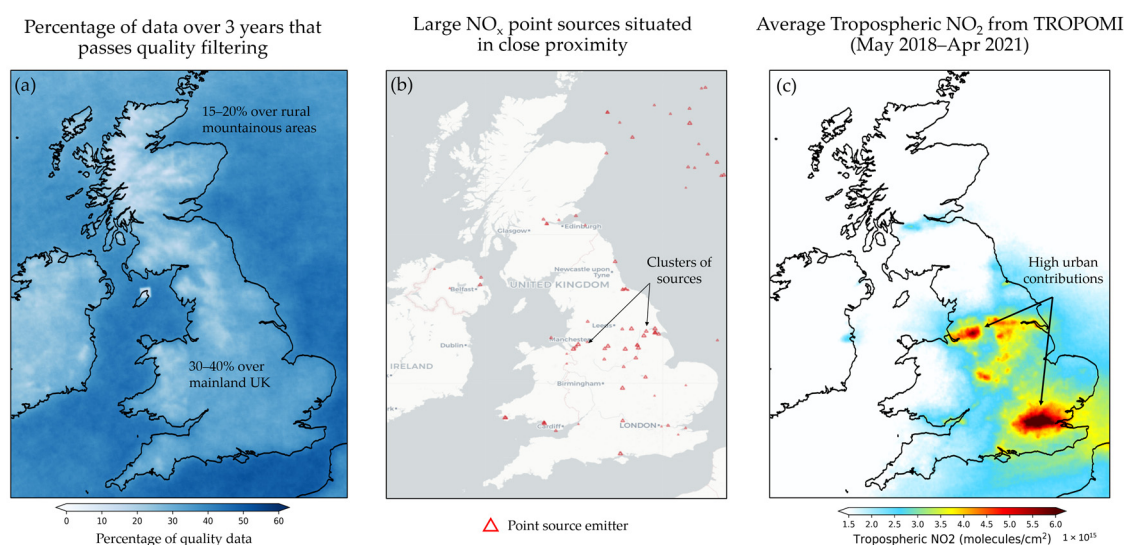 Percentage of data over 3 years that
passes quality filtering
(a)
15–20% over rural
mountainous areas
30–40% over
mainland UK
0 10 20 30 40 50 60
Percentage of quality data
Large NOx point sources situated
in close proximity
(b)
Glasgow
Edinburgh
Newcastle upon
Tyne
Clusters of
sources
Belfast
UNITED KINGDOM
Leeds
Manchester
Dublin
IRELAND
Birmingham
rk
Cardiff
LONDON
Point source emitter
Average Tropospheric NO2 from TROPOMI
(May 2018–Apr 2021)
(c)
High urban
contributions
1.5 2.0 2.5 3.0 3.5 4.0 4.5 5.0 5.5 6.0
Tropospheric NO2 (molecules/cm²) 1 × 10¹⁵